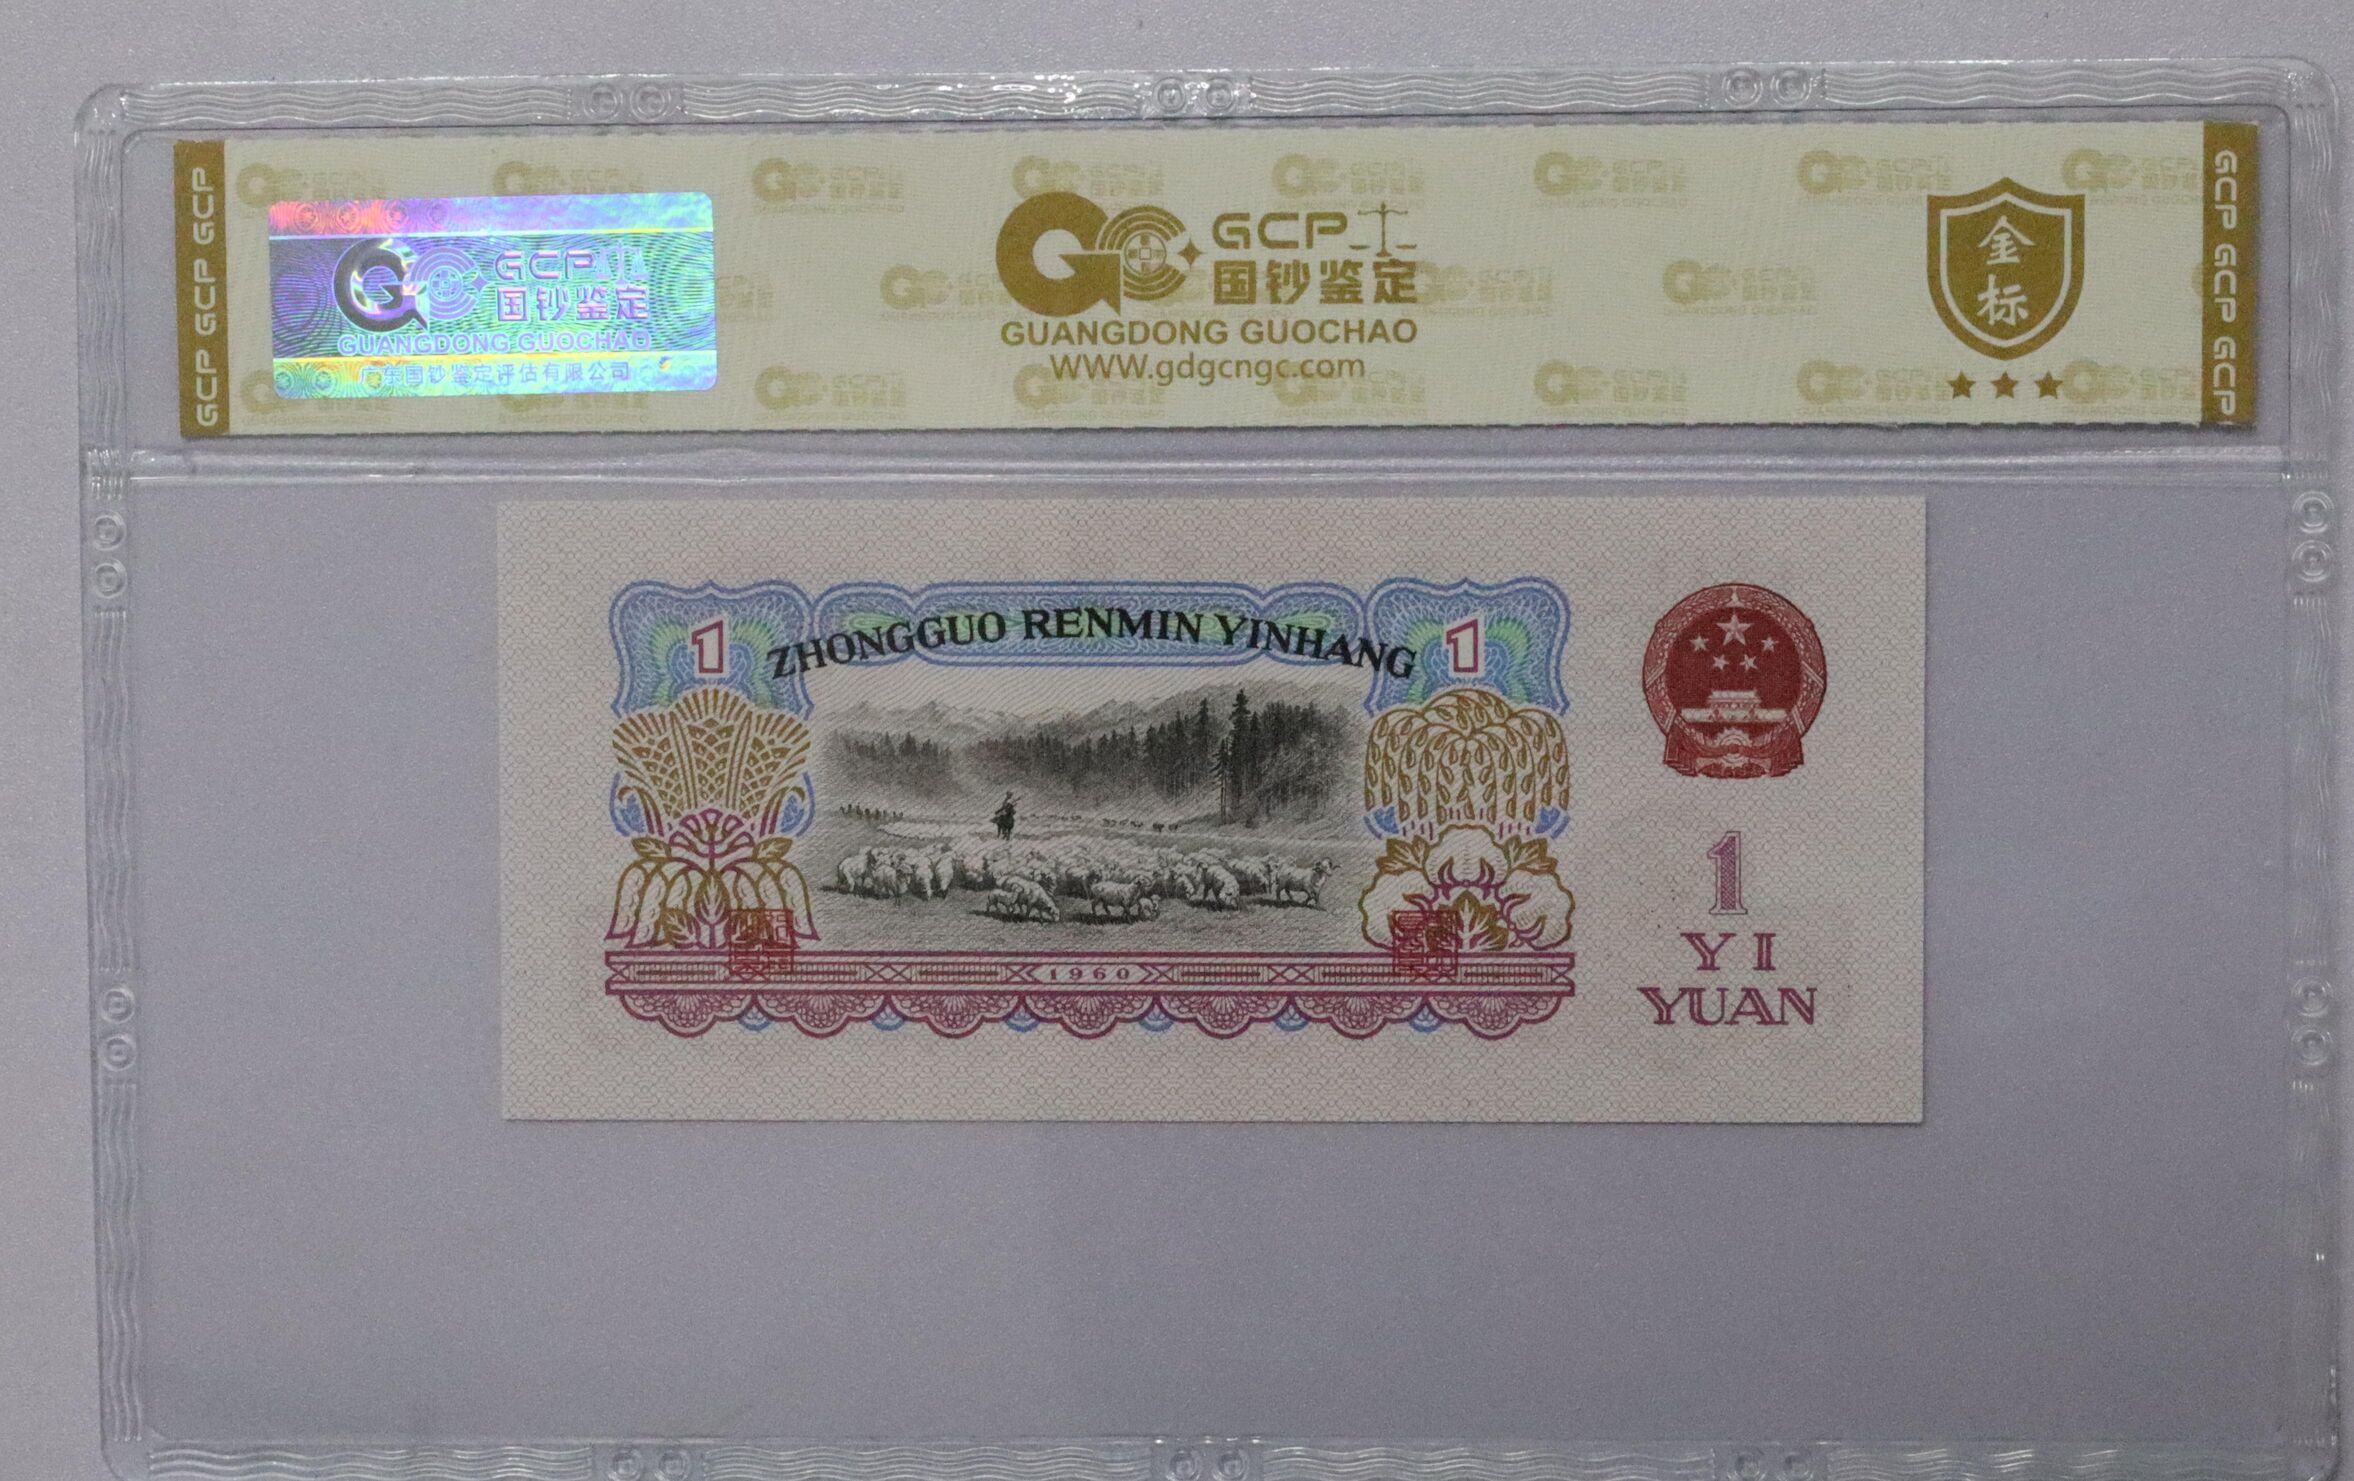 GCP GCP GCP
GCP
国钞鉴定
GUANGDONG GUOCHAO
广东国钞鉴定评估有限公司
GCP
国钞鉴定
GUANGDONG GUOCHAO
WWW.gdgcngc.com
金
标
GCP GCP GCP
1
ZHONGGUO RENMIN YINHANG
1
1960
1
YI
YUAN